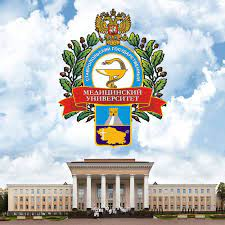 СТАВРОПОЛЬСКИЙ ГОСУДАРСТВЕННЫЙ
МЕДИЦИНСКИЙ
УНИВЕРСИТЕТ